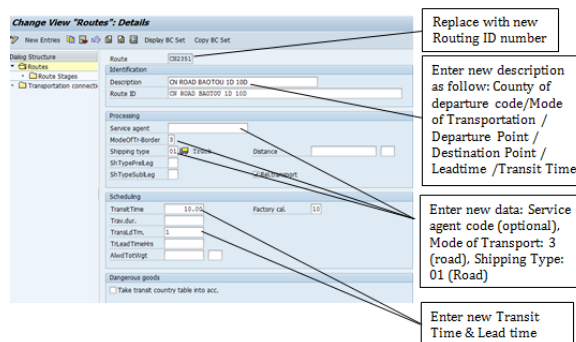 Change View "Routes": Details
New Entries Display BC Set Copy BC Set
Dialog Structure
Routes
Route Stages
Transportation connecti
Route CN2351
Identification
Description CN ROAD BAOTOU 1D 10D
Route ID CN ROAD BAOTOU 1D 10D
Processing
Service agent
ModeOfTr-Border 3
Shipping type 01 Truck Distance
ShTypePrelLeg
ShTypeSubLeg Rel.transport
Scheduling
TransitTime 10.00 Factory cal. 10
Trav.dur.
TransLdTm. 1
TrLeadTimeHrs
AlwdTotWgt
Dangerous goods
Take transit country table into acc.
Replace with new
Routing ID number
Enter new description
as follow: County of
departure code/Mode
of Transportation /
Departure Point /
Destination Point /
Leadtime /Transit Time
Enter new data: Service
agent code (optional),
Mode of Transport: 3
(road), Shipping Type:
01 (Road)
Enter new Transit
Time & Lead time